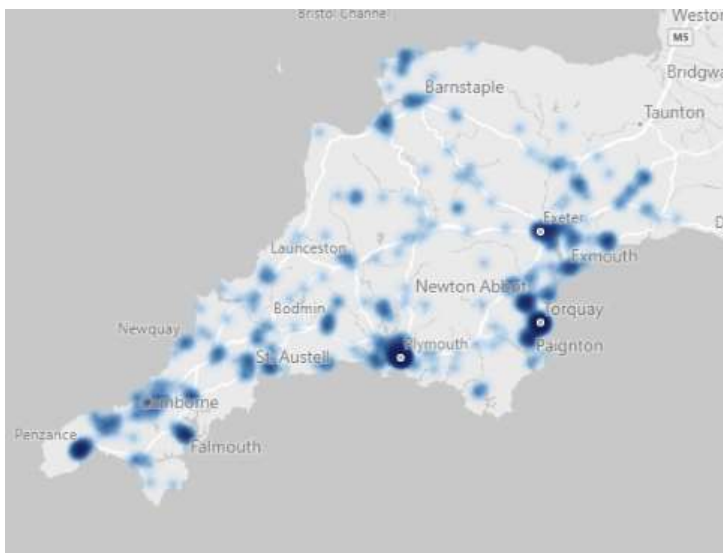 Bristol Channel
Weston
M5
Bridgwa
Barnstaple
Taunton
Exeter
D
Launceston
Exmouth
Newton Abbot
Bodmin
Torquay
Newquay
Plymouth
Paignton
St. Austell
Camborne
Penzance
Falmouth